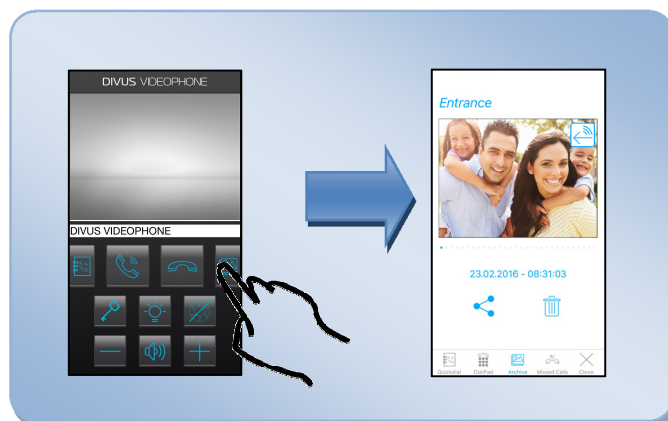 DIVUS VIDEOPHONE
DIVUS VIDEOPHONE
Entrance
23.02.2016 - 08:31:03
Quickdial DialPad Archive Missed Calls Close